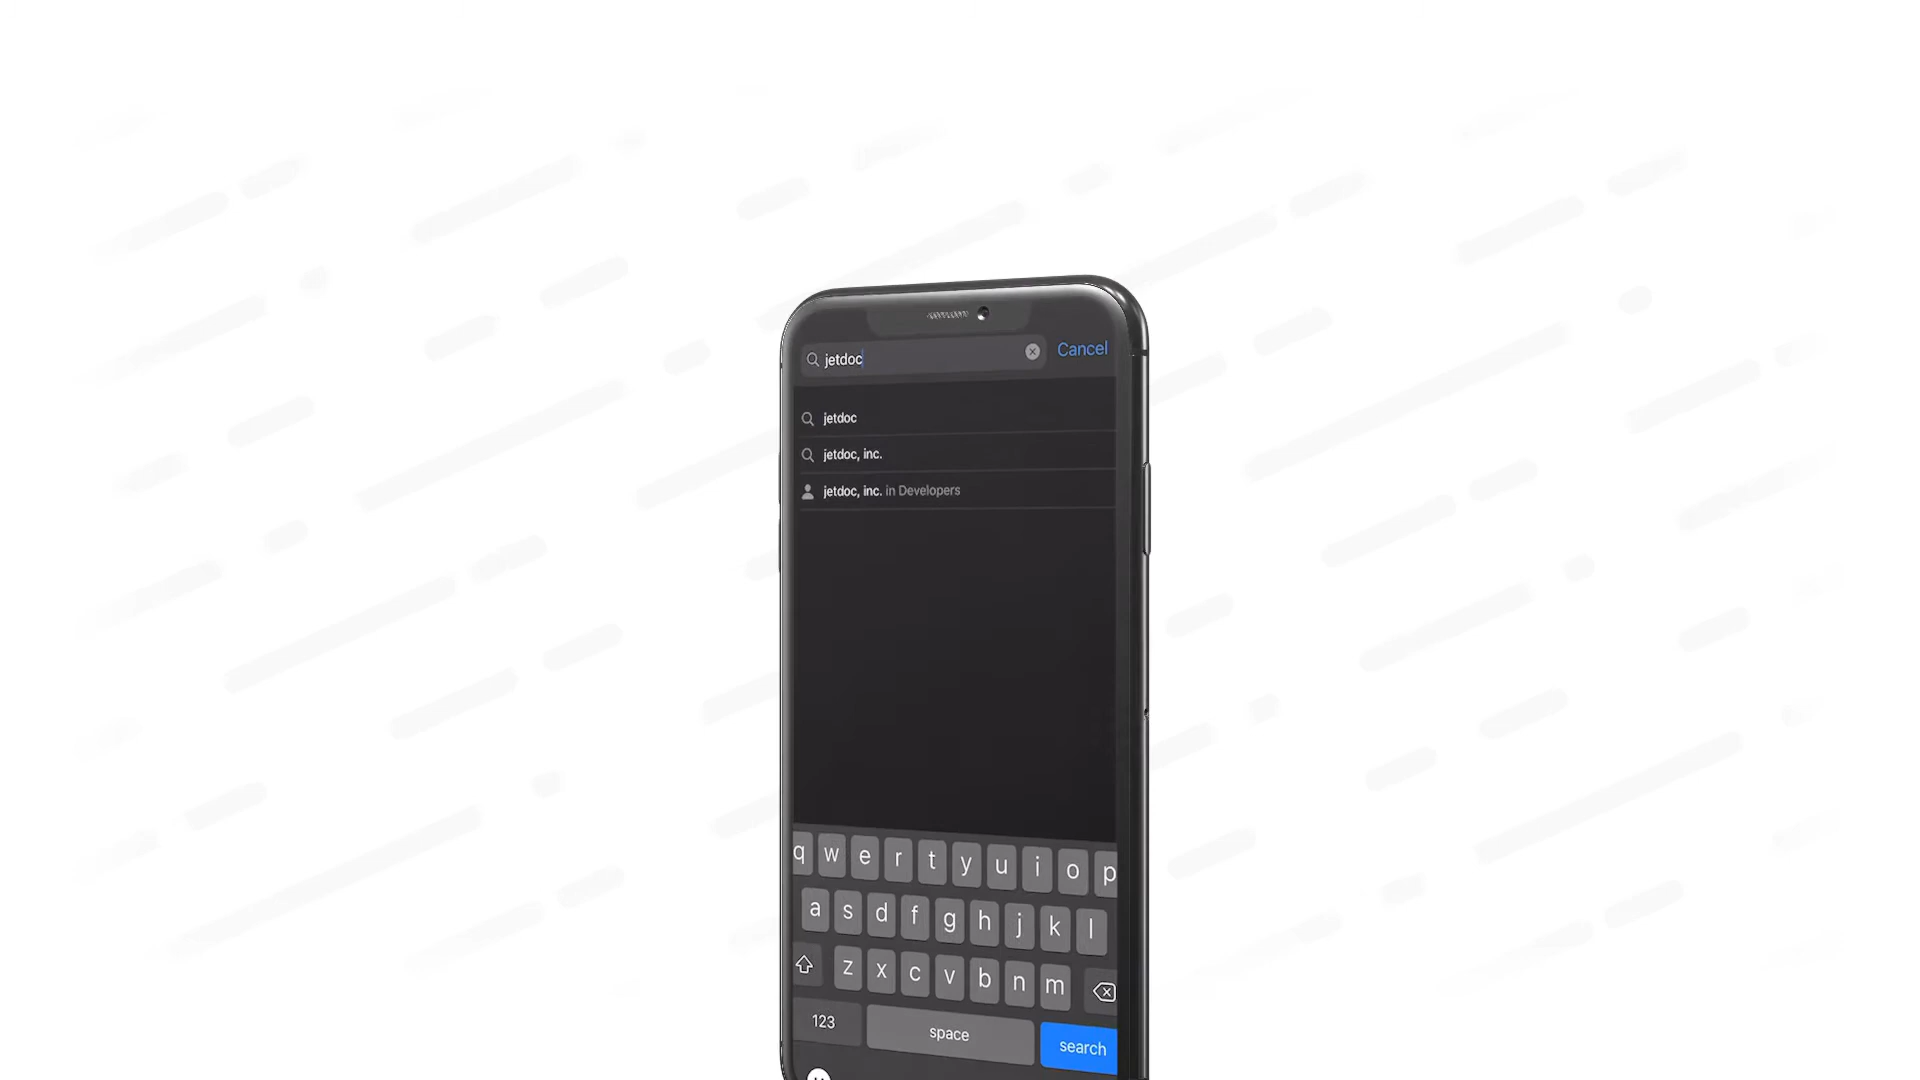 jetdoc
Cancel
jetdoc
jetdoc, inc.
jetdoc, inc. in Developers
q w e r t y u i o p
a s d f g h j k l
z x c v b n m
123 space search